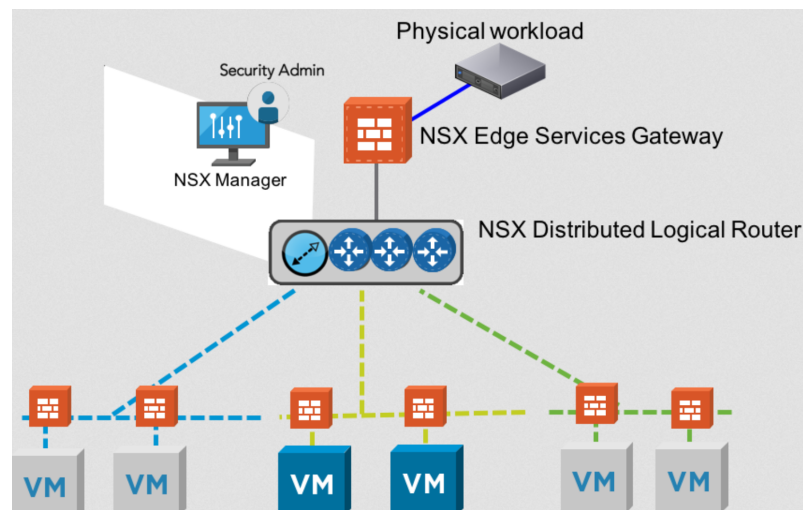 Physical workload
Security Admin
NSX Edge Services Gateway
NSX Manager
NSX Distributed Logical Router
VM
VM
VM
VM
VM
VM